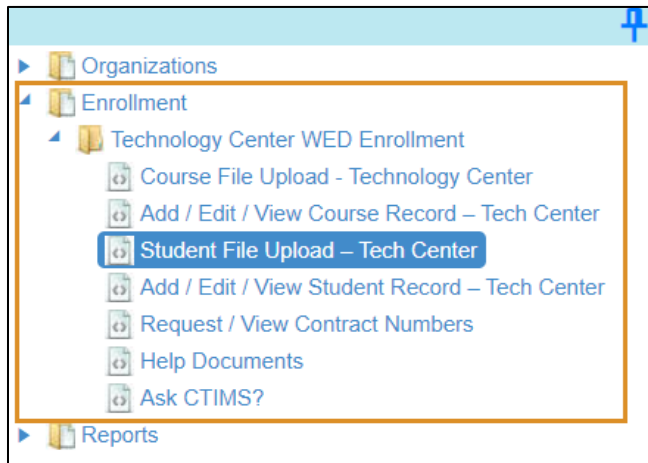 Organizations
Enrollment
Technology Center WED Enrollment
Course File Upload - Technology Center
Add / Edit / View Course Record – Tech Center
Student File Upload – Tech Center
Add / Edit / View Student Record – Tech Center
Request / View Contract Numbers
Help Documents
Ask CTIMS?
Reports